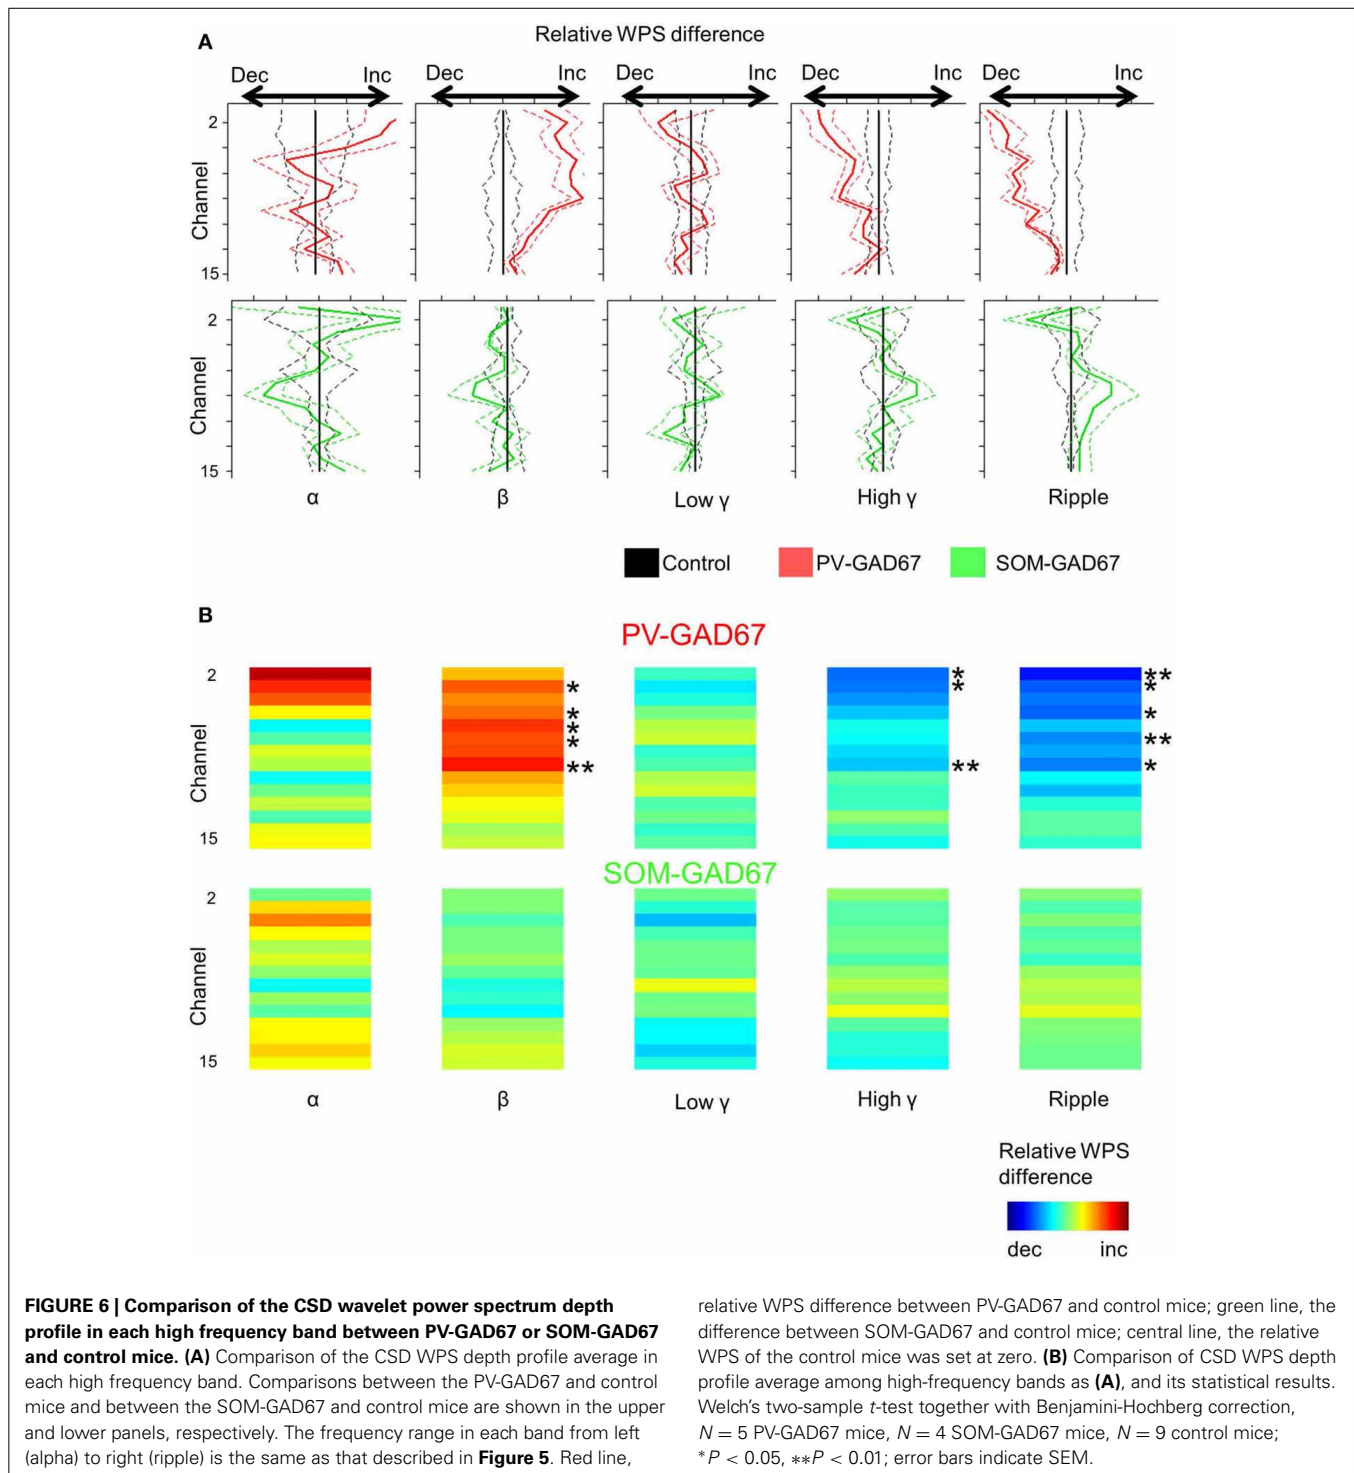 A
Relative WPS difference
Dec Inc Dec Inc Dec Inc Dec Inc Dec Inc
2
Channel
15
2
Channel
15
α β Low γ High γ Ripple
Control PV-GAD67 SOM-GAD67
B
PV-GAD67
2 * **
* * *
* *
*
* **
** ** *
Channel
15
SOM-GAD67
2
Channel
15
α β Low γ High γ Ripple
Relative WPS
difference
dec inc
FIGURE 6 | Comparison of the CSD wavelet power spectrum depth
profile in each high frequency band between PV-GAD67 or SOM-GAD67
and control mice. (A) Comparison of the CSD WPS depth profile average in
each high frequency band. Comparisons between the PV-GAD67 and control
mice and between the SOM-GAD67 and control mice are shown in the upper
and lower panels, respectively. The frequency range in each band from left
(alpha) to right (ripple) is the same as that described in Figure 5. Red line,
relative WPS difference between PV-GAD67 and control mice; green line, the
difference between SOM-GAD67 and control mice; central line, the relative
WPS of the control mice was set at zero. (B) Comparison of CSD WPS depth
profile average among high-frequency bands as (A), and its statistical results.
Welch's two-sample t-test together with Benjamini-Hochberg correction,
N = 5 PV-GAD67 mice, N = 4 SOM-GAD67 mice, N = 9 control mice;
*P < 0.05, **P < 0.01; error bars indicate SEM.